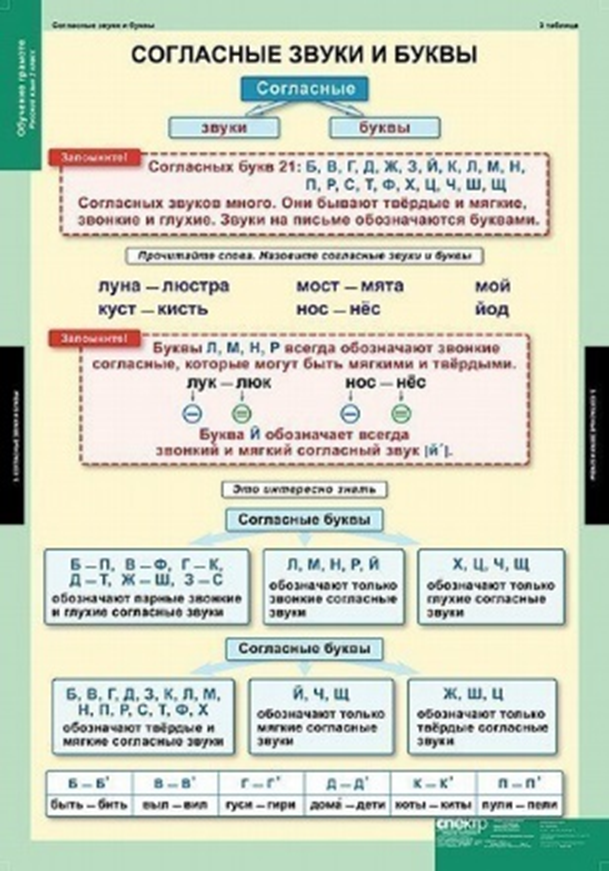 Согласные звуки и буквы
3 таблица
Обучение грамоте
Русский язык 1 класс
СОГЛАСНЫЕ ЗВУКИ И БУКВЫ
Согласные
звуки
буквы
Запомните!
Согласных букв 21: Б, В, Г, Д, Ж, З, Й, К, Л, М, Н,
П, Р, С, Т, Ф, Х, Ц, Ч, Ш, Щ
Согласных звуков много. Они бывают твёрдые и мягкие,
звонкие и глухие. Звуки на письме обозначаются буквами.
Прочитайте слова. Назовите согласные звуки и буквы
луна — люстра мост — мята мой
куст — кисть нос — нёс йод
Запомните!
Буквы Л, М, Н, Р всегда обозначают звонкие
согласные, которые могут быть мягкими и твёрдыми.
лук — люк нос — нёс
Буква Й обозначает всегда
звонкий и мягкий согласный звук [й´].
Это интересно знать
Согласные буквы
Б — П, В — Ф, Г — К,
Д — Т, Ж — Ш, З — С
обозначают парные звонкие
и глухие согласные звуки
Л, М, Н, Р, Й
обозначают только
звонкие согласные
звуки
Х, Ц, Ч, Щ
обозначают только
глухие согласные
звуки
Согласные буквы
Б, В, Г, Д, З, К, Л, М,
Н, П, Р, С, Т, Ф, Х
обозначают твёрдые и
мягкие согласные звуки
Й, Ч, Щ
обозначают только
мягкие согласные
звуки
Ж, Ш, Ц
обозначают только
твёрдые согласные
звуки
Б — Б´ В — В´ Г — Г´ Д — Д´ К — К´ П — П´
быть — бить выл — вил гуси — гири дома́ — дети коты — киты пули — пели
спектр